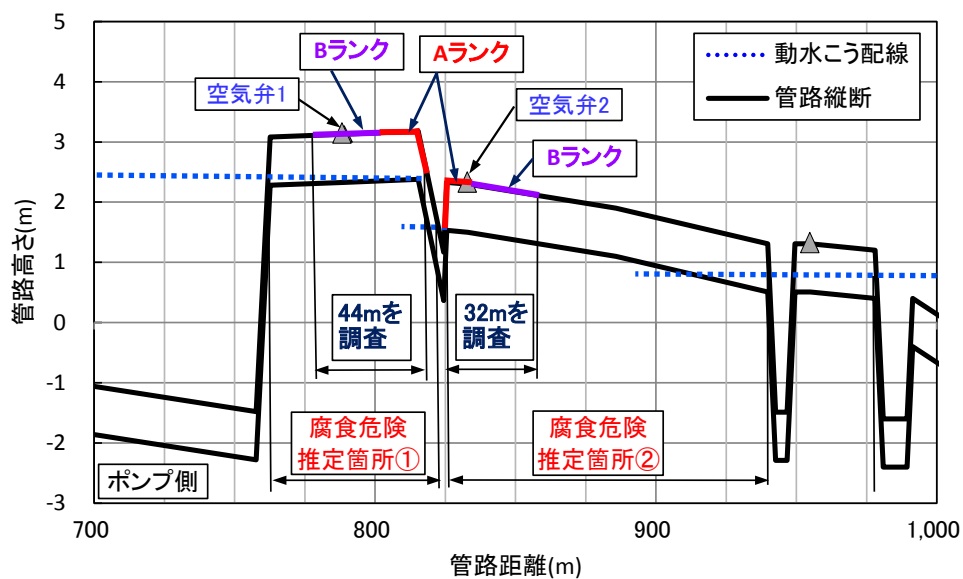 5
4
3
2
1
0
-1
-2
-3
管路高さ(m)
Bランク
Aランク
動水こう配線
管路縦断
空気弁1
空気弁2
Bランク
44mを
調査
32mを
調査
腐食危険
推定箇所①
腐食危険
推定箇所②
ポンプ側
700
800
900
1,000
管路距離(m)